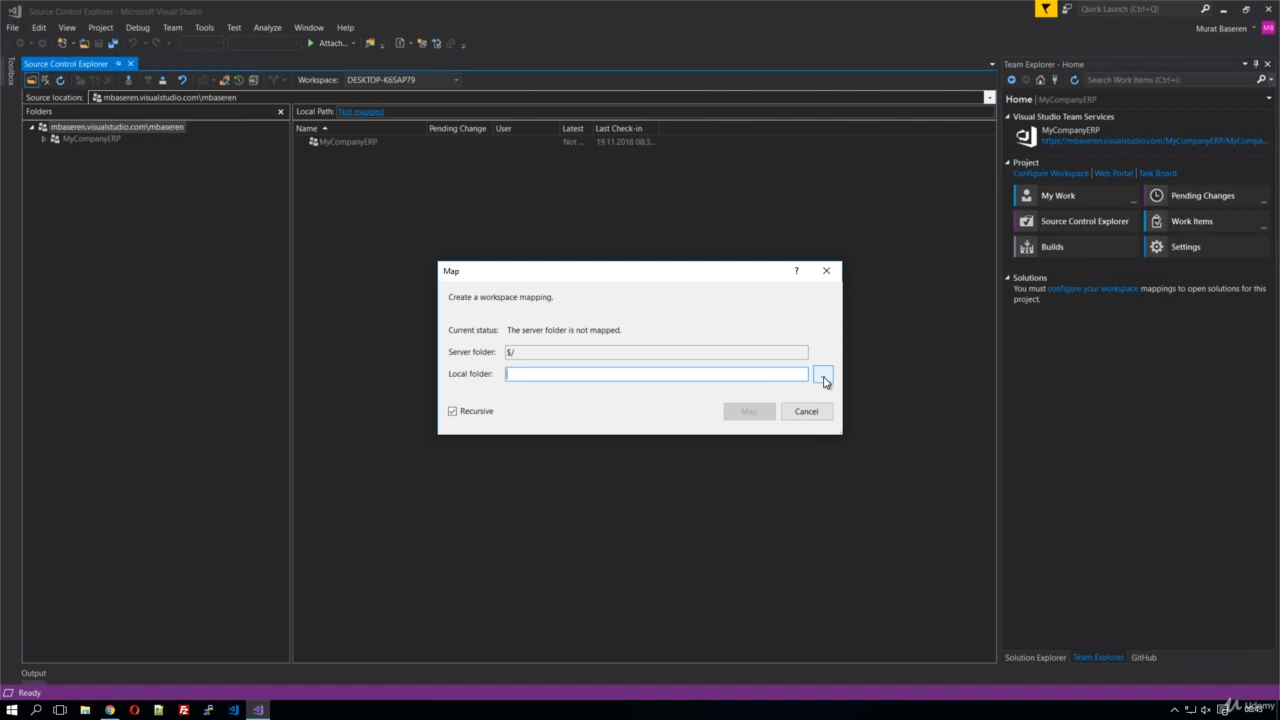 Source Control Explorer - Microsoft Visual Studio
Quick Launch (Ctrl+Q)
File Edit View Project Debug Team Tools Test Analyze Window Help
Murat Baseren MB
Attach...
Toolbox
Source Control Explorer
Workspace: DESKTOP-K6SAP79
Source location: mbaseren.visualstudio.com\mbaseren
Folders
Local Path: Not mapped
mbaseren.visualstudio.com\mbaseren
MyCompanyERP
Name Pending Change User Latest Last Check-in
MyCompanyERP Not ... 19.11.2018 08:3...
Map
?
Create a workspace mapping.
Current status: The server folder is not mapped.
Server folder: $/
Local folder:
...
Recursive
Map Cancel
Team Explorer - Home
Search Work Items (Ctrl+')
Home | MyCompanyERP
Visual Studio Team Services
MyCompanyERP
https://mbaseren.visualstudio.com/MyCompanyERP/MyCompa...
Project
Configure Workspace | Web Portal | Task Board
My Work ...
Pending Changes ...
Source Control Explorer
Work Items ...
Builds
Settings
Solutions
You must configure your workspace mappings to open solutions for this
project.
Solution Explorer Team Explorer GitHub
Output
Ready
Udemy